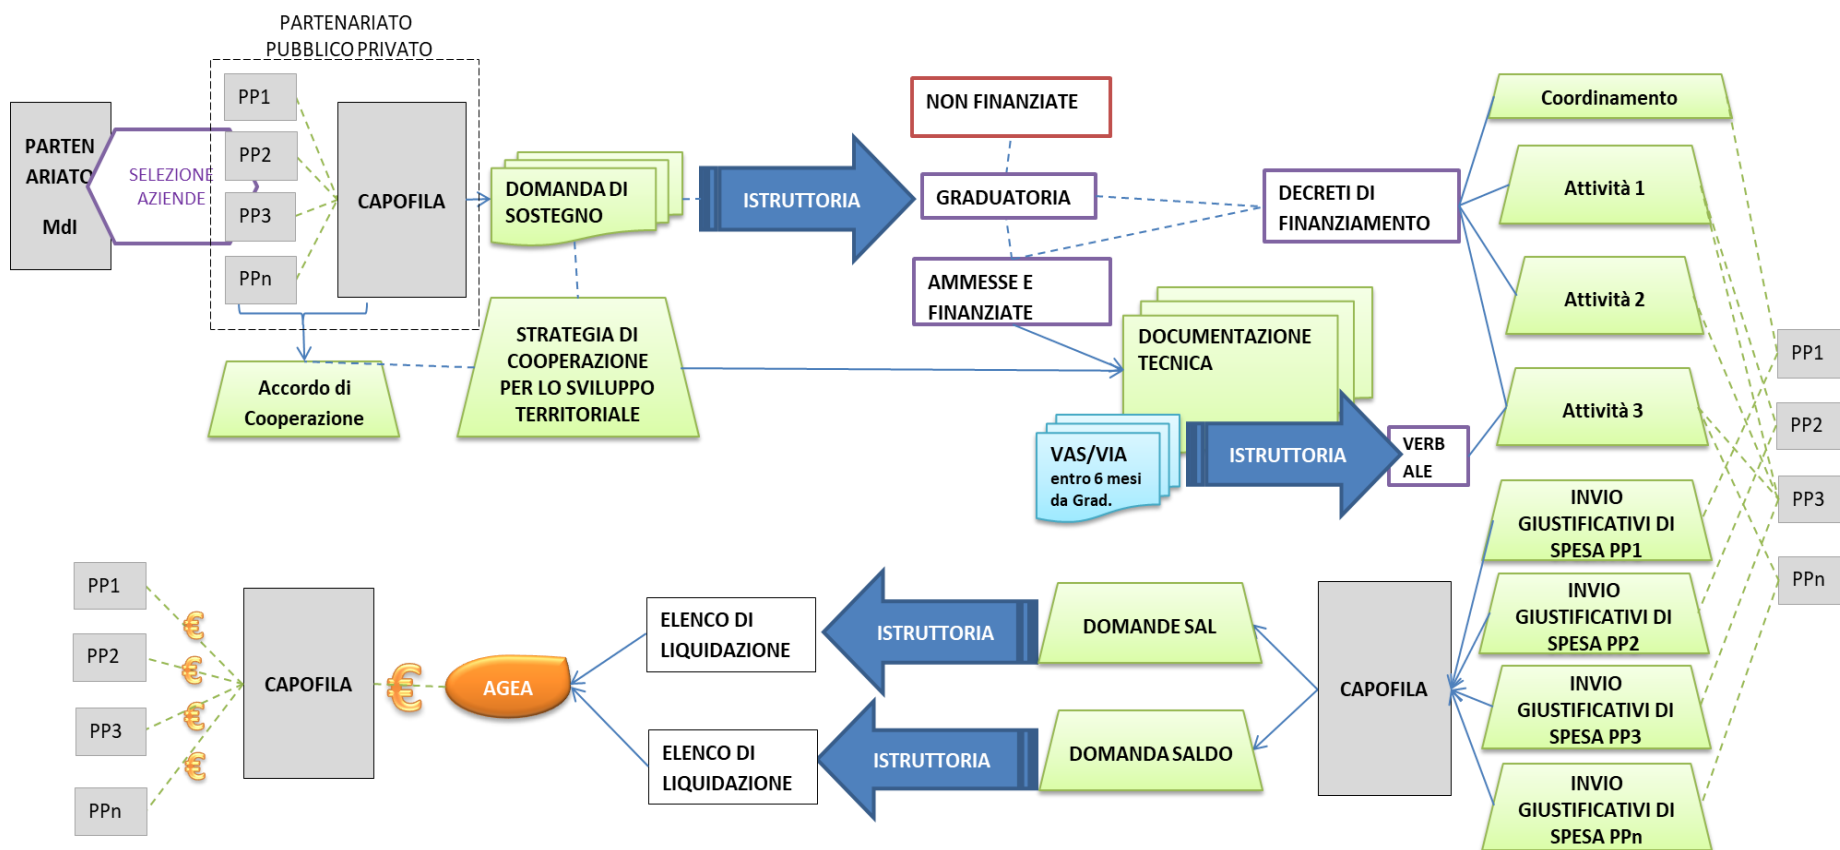 PARTENARIATO
PUBBLICO PRIVATO
PARTEN
ARIATO
MdI
SELEZIONE
AZIENDE
PP1
PP2
PP3
PPn
CAPOFILA
Accordo di
Cooperazione
DOMANDA DI
SOSTEGNO
STRATEGIA DI
COOPERAZIONE
PER LO SVILUPPO
TERRITORIALE
ISTRUTTORIA
NON FINANZIATE
GRADUATORIA
AMMESSE E
FINANZIATE
DOCUMENTAZIONE
TECNICA
VAS/VIA
entro 6 mesi
da Grad.
ISTRUTTORIA
VERB
ALE
DECRETI DI
FINANZIAMENTO
Coordinamento
Attività 1
Attività 2
Attività 3
PP1
PP2
PP3
PPn
INVIO
GIUSTIFICATIVI DI
SPESA PP1
INVIO
GIUSTIFICATIVI DI
SPESA PP2
INVIO
GIUSTIFICATIVI DI
SPESA PP3
INVIO
GIUSTIFICATIVI DI
SPESA PPn
CAPOFILA
DOMANDE SAL
DOMANDA SALDO
ISTRUTTORIA
ISTRUTTORIA
ELENCO DI
LIQUIDAZIONE
ELENCO DI
LIQUIDAZIONE
AGEA
€
CAPOFILA
€
€
€
€
PP1
PP2
PP3
PPn